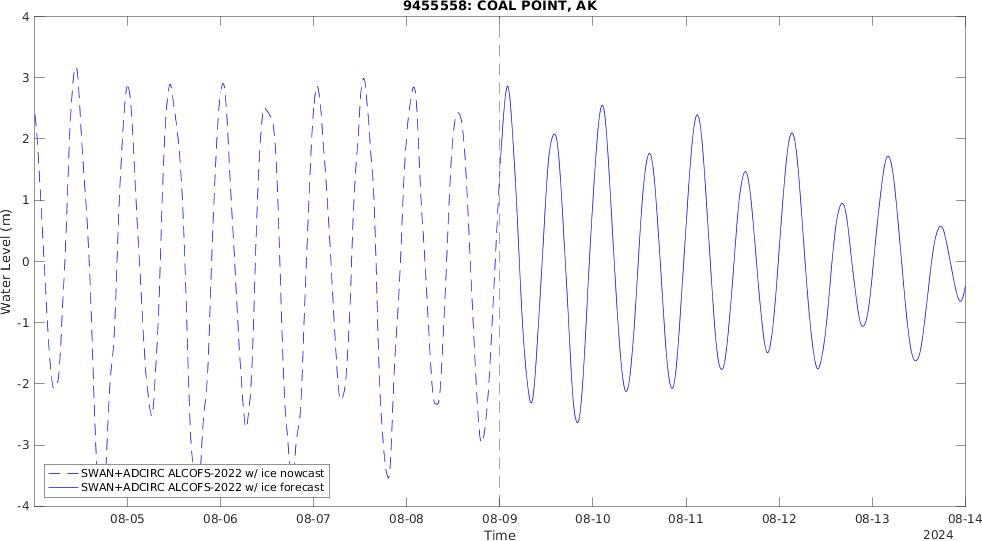 9455558: COAL POINT, AK
4
3
2
1
0
-1
-2
-3
-4
Water Level (m)
SWAN+ADCIRC ALCOFS-2022 w/ ice nowcast
SWAN+ADCIRC ALCOFS-2022 w/ ice forecast
08-05 08-06 08-07 08-08 08-09 08-10 08-11 08-12 08-13 08-14
Time
2024